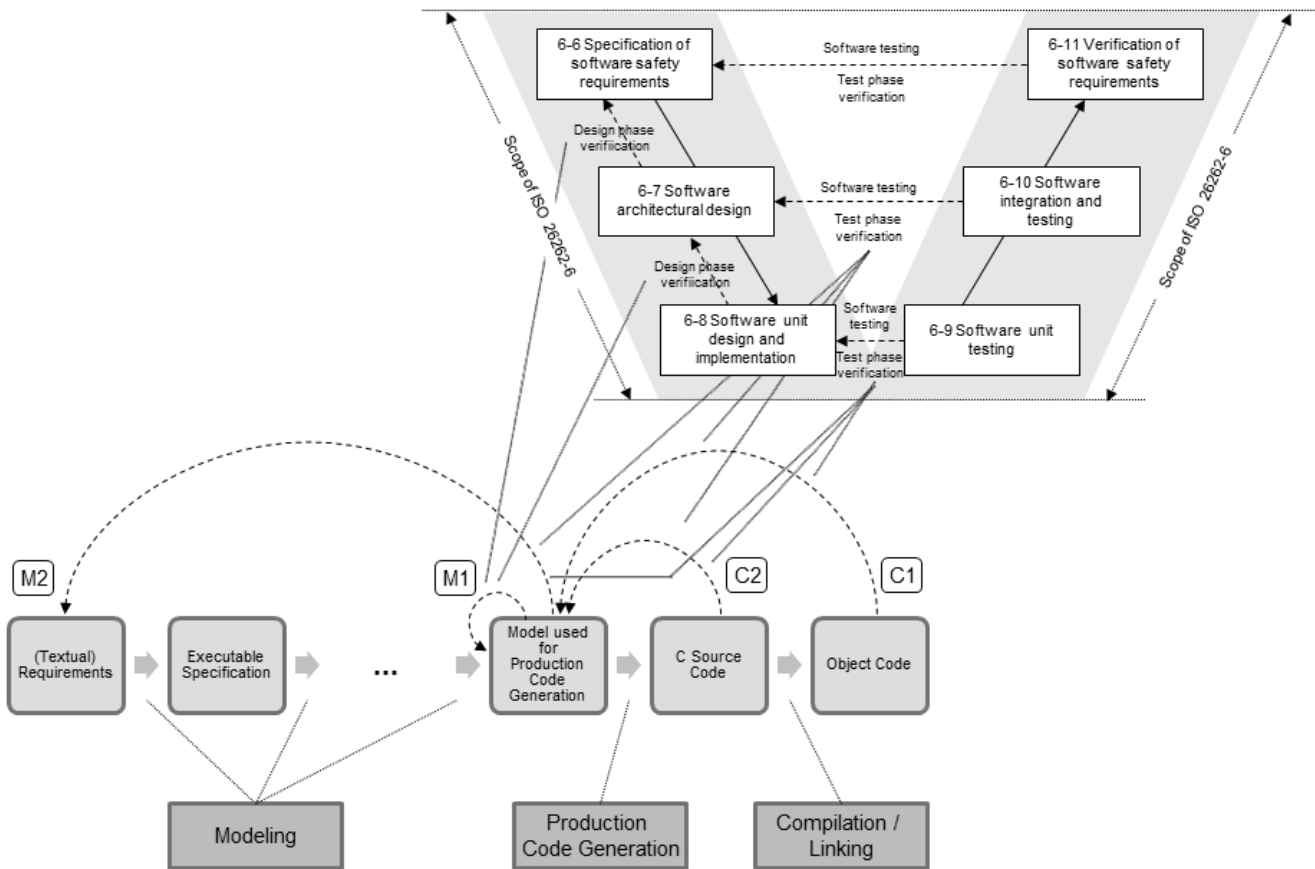 6-6 Specification of
software safety
requirements
Software testing
Test phase
verification
6-11 Verification of
software safety
requirements
Design phase
verifiication
Scope of ISO 26262-6
Scope of ISO 26262-6
6-7 Software
architectural design
Software testing
Test phase
verification
6-10 Software
integration and
testing
Design phase
verifiication
6-8 Software unit
design and
implementation
Software
testing
Test phase
verification
6-9 Software unit
testing
M2
M1
C2
C1
(Textual)
Requirements
Executable
Specification
...
Model used
for
Production
Code
Generation
C Source
Code
Object Code
Modeling
Production
Code Generation
Compilation /
Linking